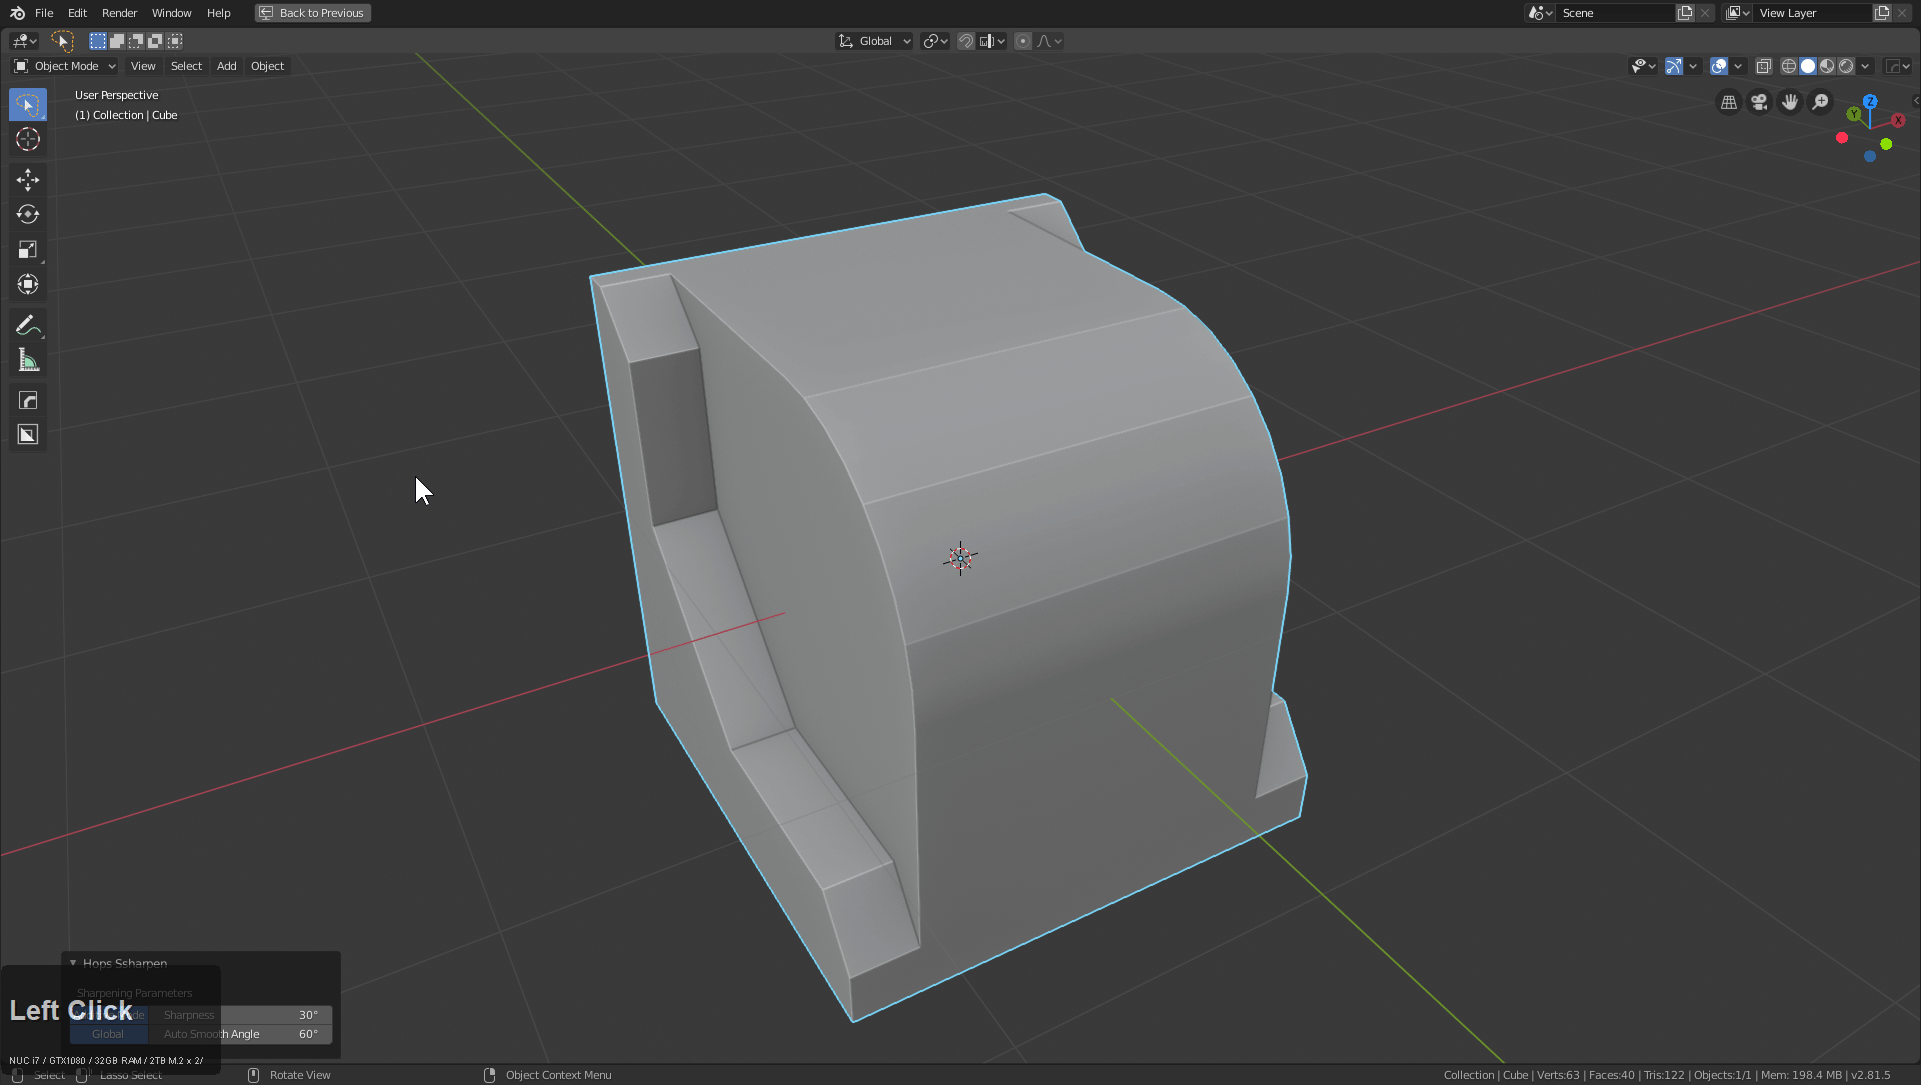 File Edit Render Window Help Back to Previous Scene View Layer
Global
Object Mode View Select Add Object
User Perspective
(1) Collection | Cube
Z
Y X
Hops Ssharpen
Sharpening Parameters
Left Click
Sharpness 30°
Global Auto Smooth Angle 60°
NUC i7 / GTX1080 / 32GB RAM / 2TB M.2 x 2/
Select Lasso Select Rotate View Object Context Menu Collection | Cube | Verts:63 | Faces:40 | Tris:122 | Objects:1/1 | Mem: 198.4 MB | v2.81.5